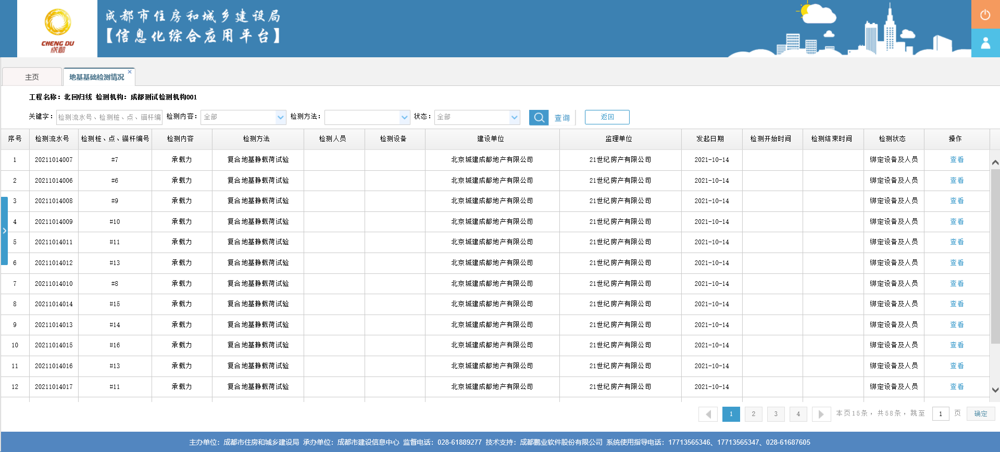 成都市住房和城乡建设局
【信息化综合应用平台】
CHENG DU
成都
主页 地基基础检测情况 ×
工程名称：北回归线 检测机构：成都测试检测机构001
关键字： 检测流水号、检测桩、点、锚杆编 检测内容： 全部 检测方法： 状态： 全部 查询 返回
序号 检测流水号 检测桩、点、锚杆编号 检测内容 检测方法 检测人员 检测设备 建设单位 监理单位 发起日期 检测开始时间 检测结束时间 检测状态 操作
1 20211014007 #7 承载力 复合地基静载荷试验 北京城建成都地产有限公司 21世纪房产有限公司 2021-10-14 绑定设备及人员 查看
2 20211014006 #6 承载力 复合地基静载荷试验 北京城建成都地产有限公司 21世纪房产有限公司 2021-10-14 绑定设备及人员 查看
3 20211014008 #9 承载力 复合地基静载荷试验 北京城建成都地产有限公司 21世纪房产有限公司 2021-10-14 绑定设备及人员 查看
4 20211014009 #10 承载力 复合地基静载荷试验 北京城建成都地产有限公司 21世纪房产有限公司 2021-10-14 绑定设备及人员 查看
5 20211014011 #11 承载力 复合地基静载荷试验 北京城建成都地产有限公司 21世纪房产有限公司 2021-10-14 绑定设备及人员 查看
6 20211014012 #13 承载力 复合地基静载荷试验 北京城建成都地产有限公司 21世纪房产有限公司 2021-10-14 绑定设备及人员 查看
7 20211014010 #8 承载力 复合地基静载荷试验 北京城建成都地产有限公司 21世纪房产有限公司 2021-10-14 绑定设备及人员 查看
8 20211014014 #15 承载力 复合地基静载荷试验 北京城建成都地产有限公司 21世纪房产有限公司 2021-10-14 绑定设备及人员 查看
9 20211014013 #14 承载力 复合地基静载荷试验 北京城建成都地产有限公司 21世纪房产有限公司 2021-10-14 绑定设备及人员 查看
10 20211014015 #16 承载力 复合地基静载荷试验 北京城建成都地产有限公司 21世纪房产有限公司 2021-10-14 绑定设备及人员 查看
11 20211014016 #13 承载力 复合地基静载荷试验 北京城建成都地产有限公司 21世纪房产有限公司 2021-10-14 绑定设备及人员 查看
12 20211014017 #11 承载力 复合地基静载荷试验 北京城建成都地产有限公司 21世纪房产有限公司 2021-10-14 绑定设备及人员 查看
1 2 3 4 本页15条，共58条，跳至 1 页 确定
主办单位：成都市住房和城乡建设局 承办单位：成都市建设信息中心 监督电话：028-61889277 技术支持：成都鹏业软件股份有限公司 系统使用指导电话：17713565346、17713565347、028-61687605